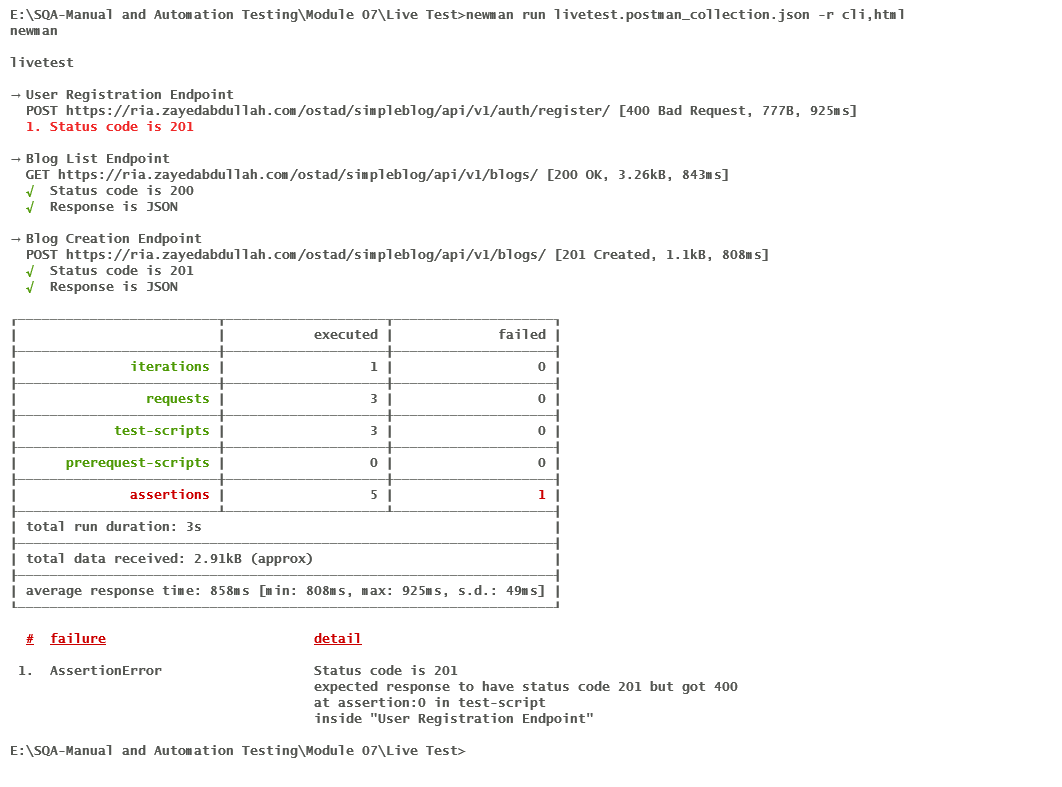 E:\SQA-Manual and Automation Testing\Module 07\Live Test>newman run livetest.postman_collection.json -r cli,html
newman
livetest
→ User Registration Endpoint
POST https://ria.zayedabdullah.com/ostad/simpleblog/api/v1/auth/register/ [400 Bad Request, 777B, 925ms]
1. Status code is 201
→ Blog List Endpoint
GET https://ria.zayedabdullah.com/ostad/simpleblog/api/v1/blogs/ [200 OK, 3.26kB, 843ms]
√ Status code is 200
√ Response is JSON
→ Blog Creation Endpoint
POST https://ria.zayedabdullah.com/ostad/simpleblog/api/v1/blogs/ [201 Created, 1.1kB, 808ms]
√ Status code is 201
√ Response is JSON
executed failed
iterations 1 0
requests 3 0
test-scripts 3 0
prerequest-scripts 0 0
assertions 5 1
total run duration: 3s
total data received: 2.91kB (approx)
average response time: 858ms [min: 808ms, max: 925ms, s.d.: 49ms]
# failure detail
1. AssertionError Status code is 201
expected response to have status code 201 but got 400
at assertion:0 in test-script
inside "User Registration Endpoint"
E:\SQA-Manual and Automation Testing\Module 07\Live Test>